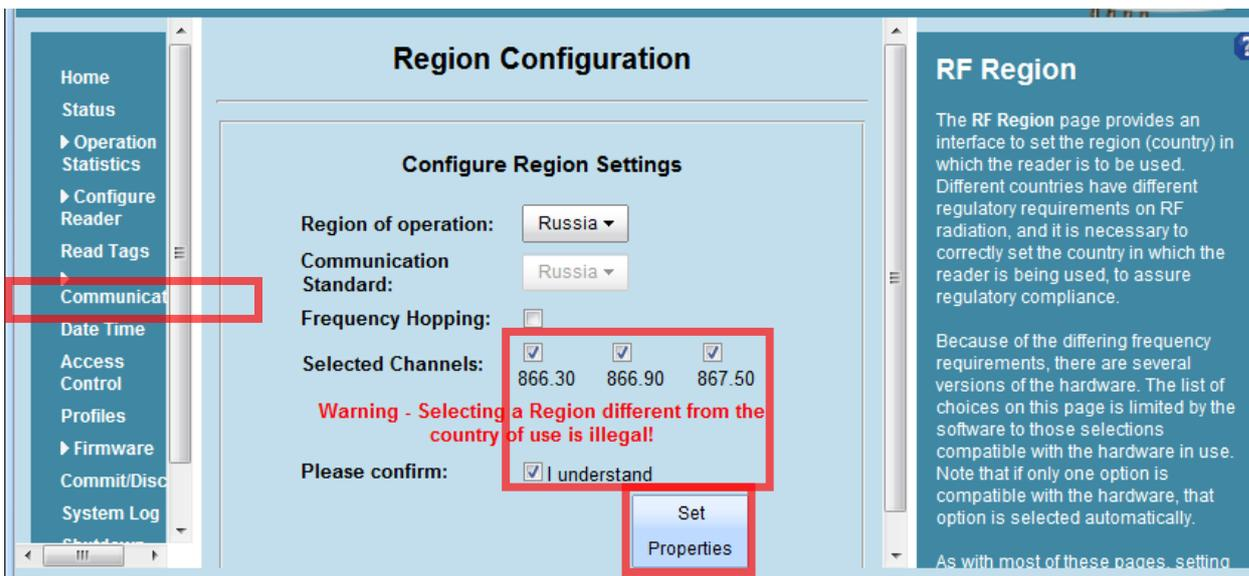 Home
Status
Operation
Statistics
Configure
Reader
Read Tags
Communicat
Date Time
Access
Control
Profiles
Firmware
Commit/Disc
System Log
Region Configuration
Configure Region Settings
Region of operation: Russia
Communication
Standard: Russia
Frequency Hopping:
Selected Channels:
866.30 866.90 867.50
Warning - Selecting a Region different from the
country of use is illegal!
Please confirm: I understand
Set
Properties
RF Region
The RF Region page provides an
interface to set the region (country) in
which the reader is to be used.
Different countries have different
regulatory requirements on RF
radiation, and it is necessary to
correctly set the country in which the
reader is being used, to assure
regulatory compliance.
Because of the differing frequency
requirements, there are several
versions of the hardware. The list of
choices on this page is limited by the
software to those selections
compatible with the hardware in use.
Note that if only one option is
compatible with the hardware, that
option is selected automatically.
As with most of these pages, setting